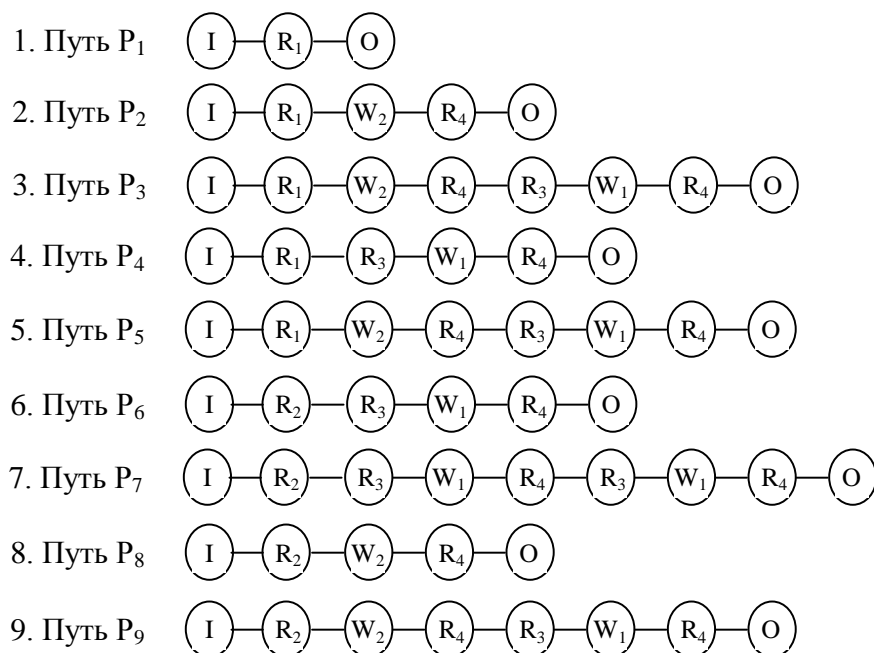 1. Путь P₁ I R₁ O
2. Путь P₂ I R₁ W₂ R₄ O
3. Путь P₃ I R₁ W₂ R₄ R₃ W₁ R₄ O
4. Путь P₄ I R₁ R₃ W₁ R₄ O
5. Путь P₅ I R₁ W₂ R₄ R₃ W₁ R₄ O
6. Путь P₆ I R₂ R₃ W₁ R₄ O
7. Путь P₇ I R₂ R₃ W₁ R₄ R₃ W₁ R₄ O
8. Путь P₈ I R₂ W₂ R₄ O
9. Путь P₉ I R₂ W₂ R₄ R₃ W₁ R₄ O